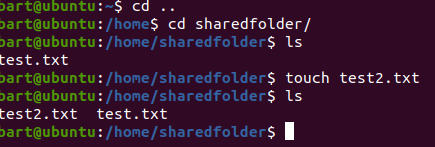 bart@ubuntu:~$ cd ..
bart@ubuntu:/home$ cd sharedfolder/
bart@ubuntu:/home/sharedfolder$ ls
test.txt
bart@ubuntu:/home/sharedfolder$ touch test2.txt
bart@ubuntu:/home/sharedfolder$ ls
test2.txt  test.txt
bart@ubuntu:/home/sharedfolder$